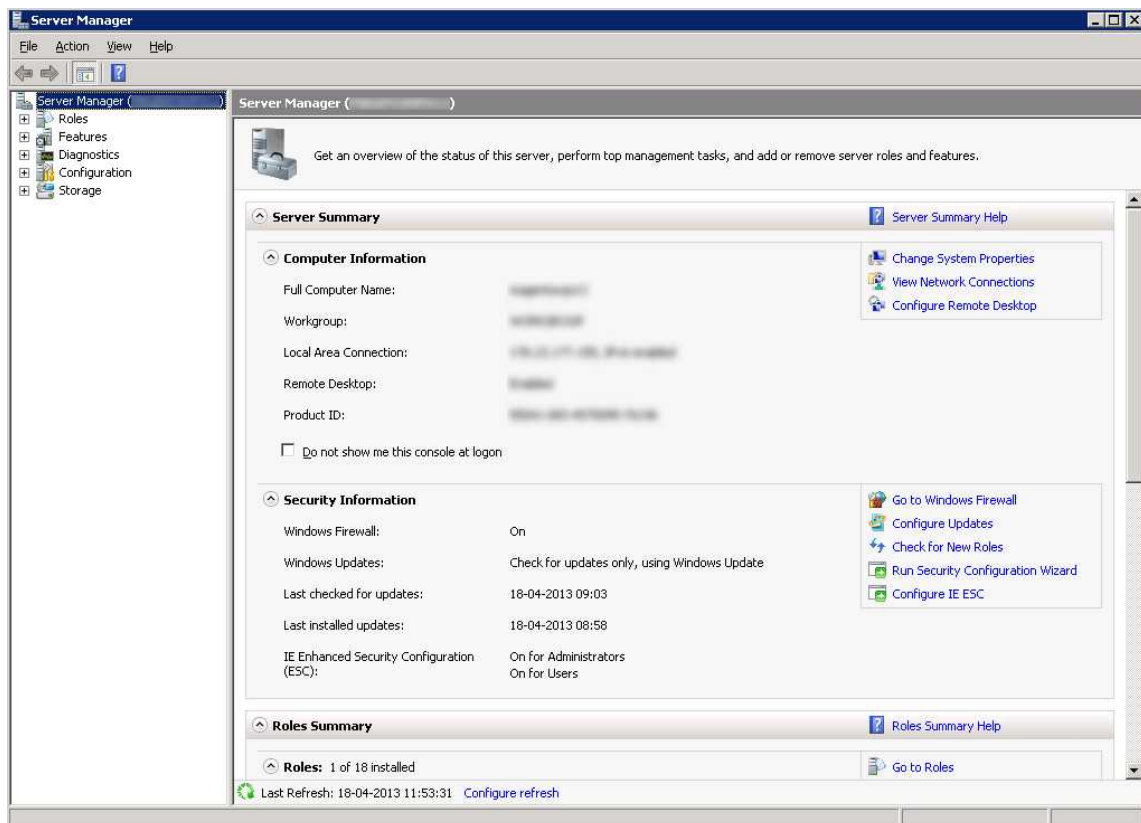 Server Manager
File Action View Help
Server Manager ( )
Roles
Features
Diagnostics
Configuration
Storage
Server Manager ( )
Get an overview of the status of this server, perform top management tasks, and add or remove server roles and features.
Server Summary
Server Summary Help
Computer Information
Full Computer Name:
Workgroup:
Local Area Connection:
Remote Desktop:
Product ID:
Do not show me this console at logon
Change System Properties
View Network Connections
Configure Remote Desktop
Security Information
Windows Firewall: On
Windows Updates: Check for updates only, using Windows Update
Last checked for updates: 18-04-2013 09:03
Last installed updates: 18-04-2013 08:58
IE Enhanced Security Configuration (ESC): On for Administrators
On for Users
Go to Windows Firewall
Configure Updates
Check for New Roles
Run Security Configuration Wizard
Configure IE ESC
Roles Summary
Roles Summary Help
Roles: 1 of 18 installed
Go to Roles
Last Refresh: 18-04-2013 11:53:31 Configure refresh